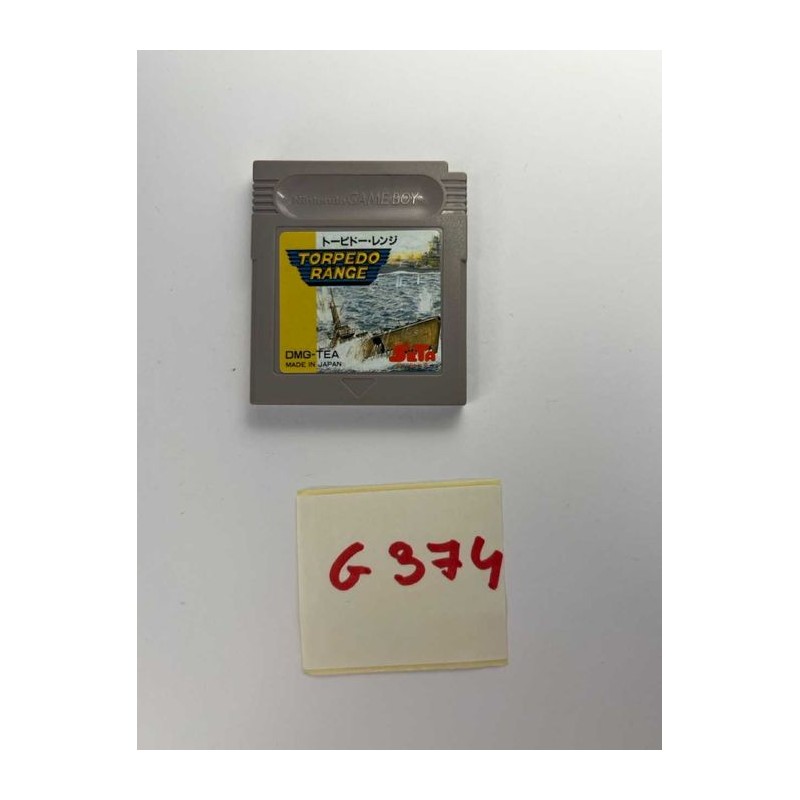 Nintendo GAME BOY
トーピドー・レンジ
TORPEDO
RANGE
DMG-TEA
MADE IN JAPAN
SETA
G 374